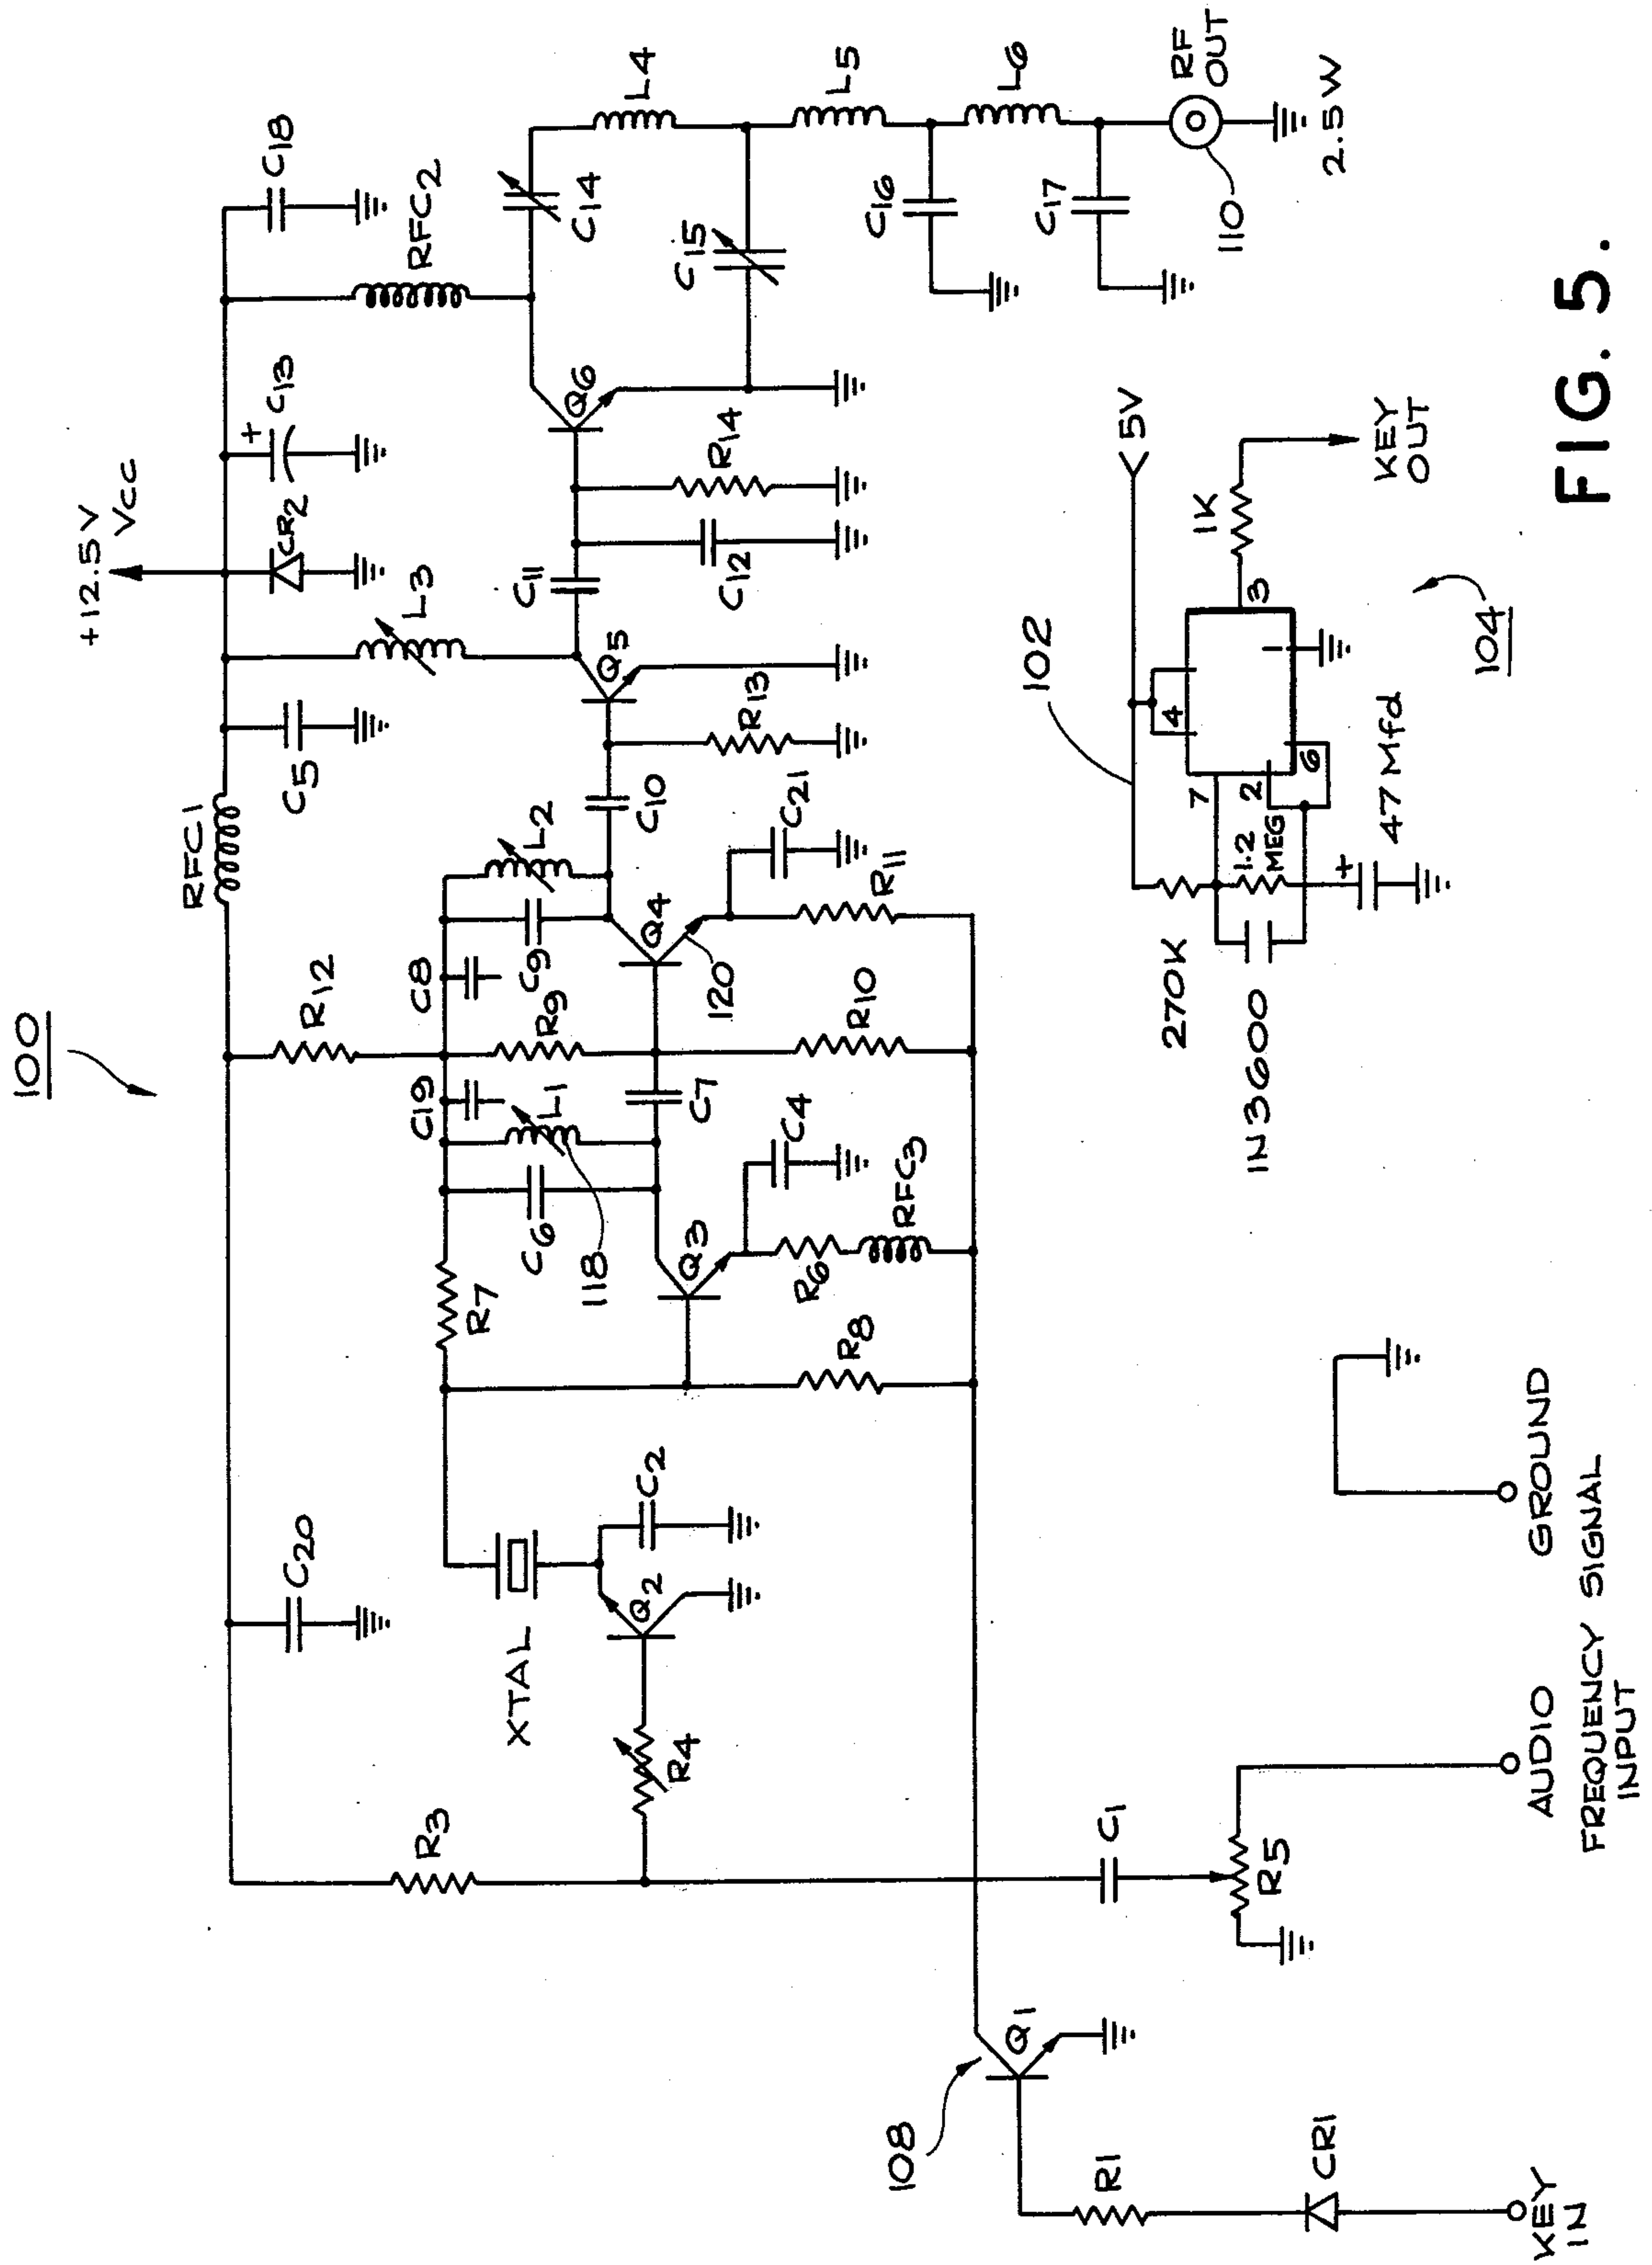 100
+12.5V
Vcc
RFC1
C5
L3
CR2
C13
RFC2
C18
C20
R3
R12
R7
C6
C19
L1
118
R9
C8
C9
L2
C10
R13
Q5
C11
C12
R14
Q6
C14
L4
C15
L5
C16
L6
C17
110
RF
OUT
2.5W
XTAL
R4
Q2
C2
Q3
R8
R6
RFC3
C4
C7
R10
Q4
120
R11
C21
108
Q1
R1
CR1
KEY
IN
C1
R5
AUDIO
FREQUENCY SIGNAL
INPUT
GROUND
102
5V
270K
1N3600
1.2
MEG
47 Mfd
7
4
2
6
1
3
1K
KEY
OUT
104
FIG. 5.